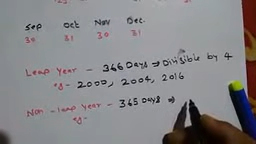 Sep Oct Nov Dec.
30 31 30 31
Leap Year - 366 Days ⇒ Divisible by 4
eg - 2000, 2004, 2016
Non - leap year - 365 Days ⇒
eg -